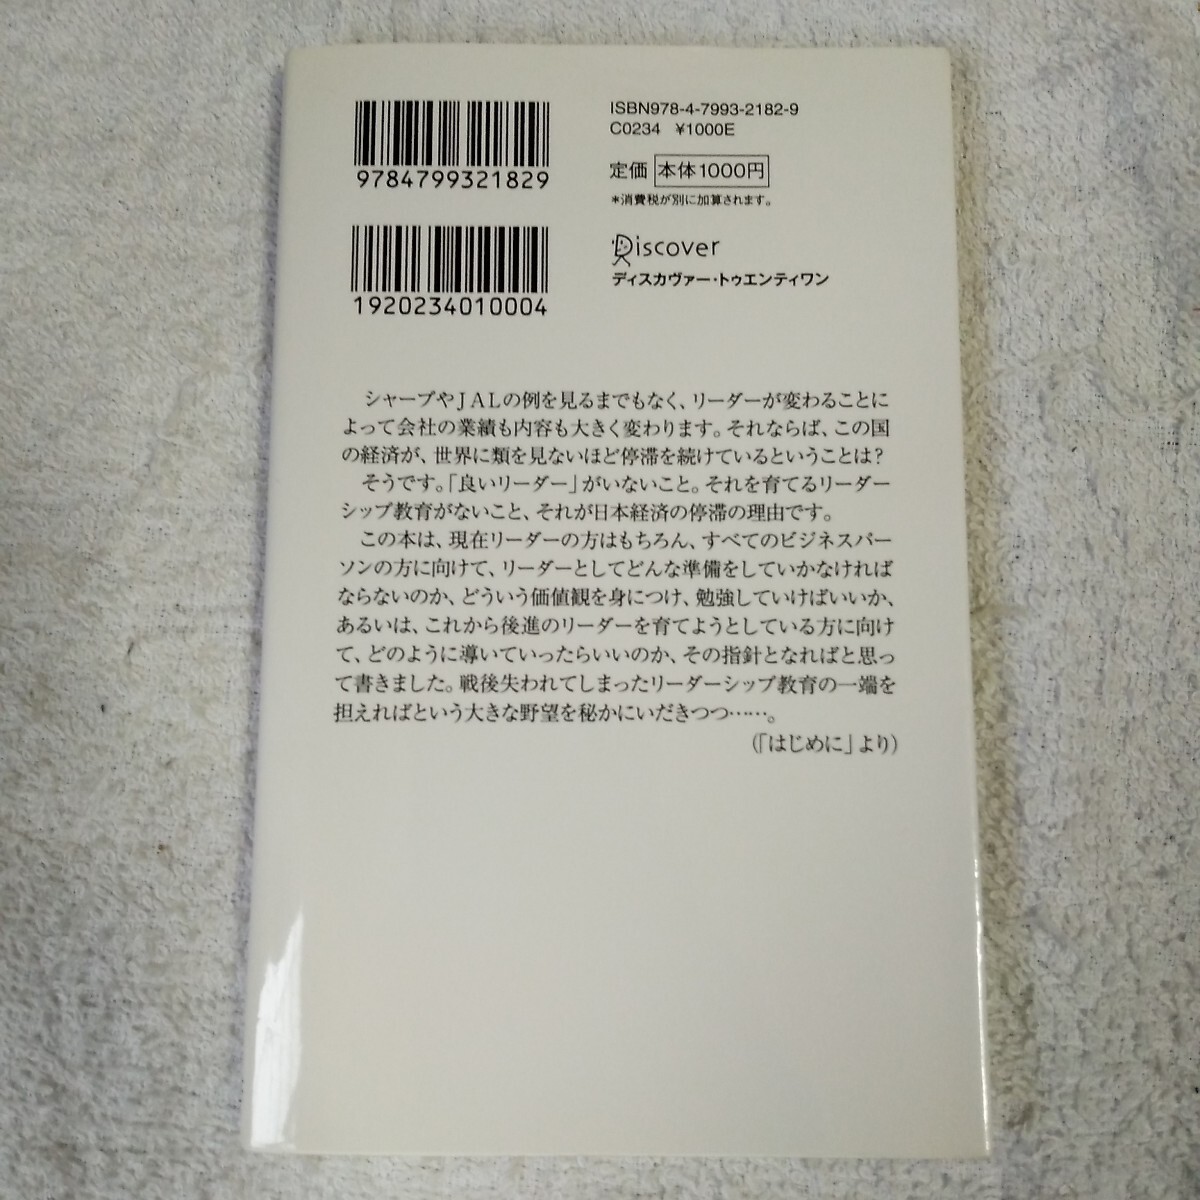 9784799321829
ISBN978-4-7993-2182-9
C0234 ¥1000E
定価 本体1000円
*消費税が別に加算されます。
1920234010004
Discover
ディスカヴァー・トゥエンティワン
シャープやJALの例を見るまでもなく、リーダーが変わることに
よって会社の業績も内容も大きく変わります。それならば、この国
の経済が、世界に類を見ないほど停滞を続けているということは?
そうです。「良いリーダー」がいないこと。それを育てるリーダー
シップ教育がないこと、それが日本経済の停滞の理由です。
この本は、現在リーダーの方はもちろん、すべてのビジネスパー
ソンの方に向けて、リーダーとしてどんな準備をしていかなければ
ならないのか、どういう価値観を身につけ、勉強していけばいいか、
あるいは、これから後進のリーダーを育てようとしている方に向け
て、どのように導いていったらいいのか、その指針となればと思っ
て書きました。戦後失われてしまったリーダーシップ教育の一端を
担えればという大きな野望を秘かにいだきつつ……。
(「はじめに」より)